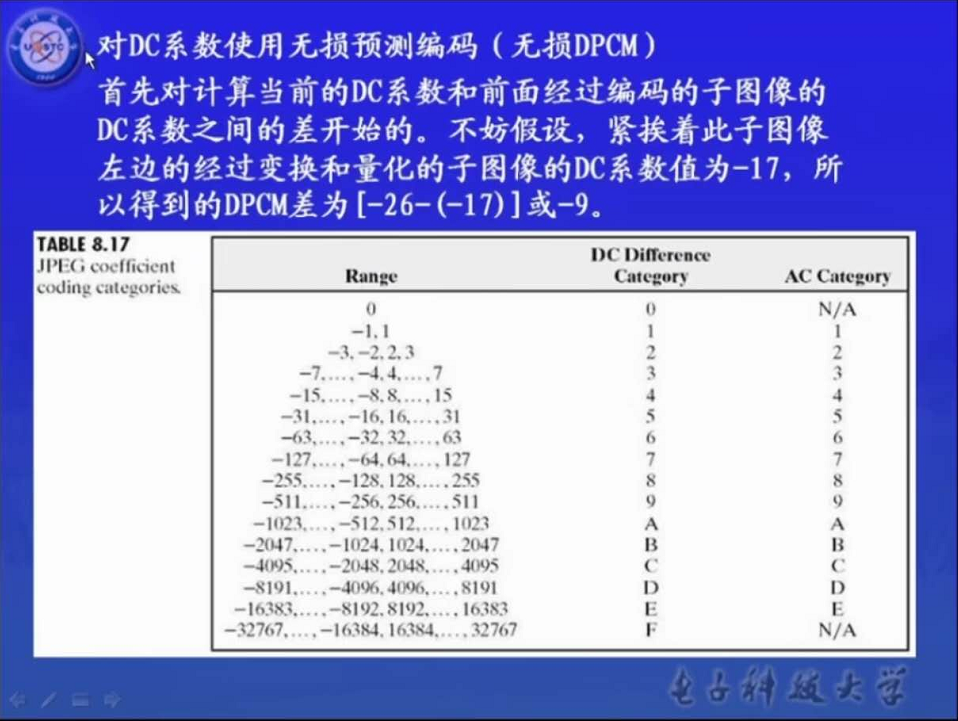 对DC系数使用无损预测编码（无损DPCM）
首先对计算当前的DC系数和前面经过编码的子图像的
DC系数之间的差开始的。不妨假设，紧挨着此子图像
左边的经过变换和量化的子图像的DC系数值为-17，所
以得到的DPCM差为[-26-(-17)]或-9。
TABLE 8.17
JPEG coefficient
coding categories.
Range DC Difference Category AC Category
0 0 N/A
−1, 1 1 1
−3, −2, 2, 3 2 2
−7,..., −4, 4,..., 7 3 3
−15,..., −8, 8,..., 15 4 4
−31,..., −16, 16,..., 31 5 5
−63,..., −32, 32,..., 63 6 6
−127,..., −64, 64,..., 127 7 7
−255,..., −128, 128,..., 255 8 8
−511,..., −256, 256,..., 511 9 9
−1023,..., −512, 512,..., 1023 A A
−2047,..., −1024, 1024,..., 2047 B B
−4095,..., −2048, 2048,..., 4095 C C
−8191,..., −4096, 4096,..., 8191 D D
−16383,..., −8192, 8192,..., 16383 E E
−32767,..., −16384, 16384,..., 32767 F N/A
电子科技大学